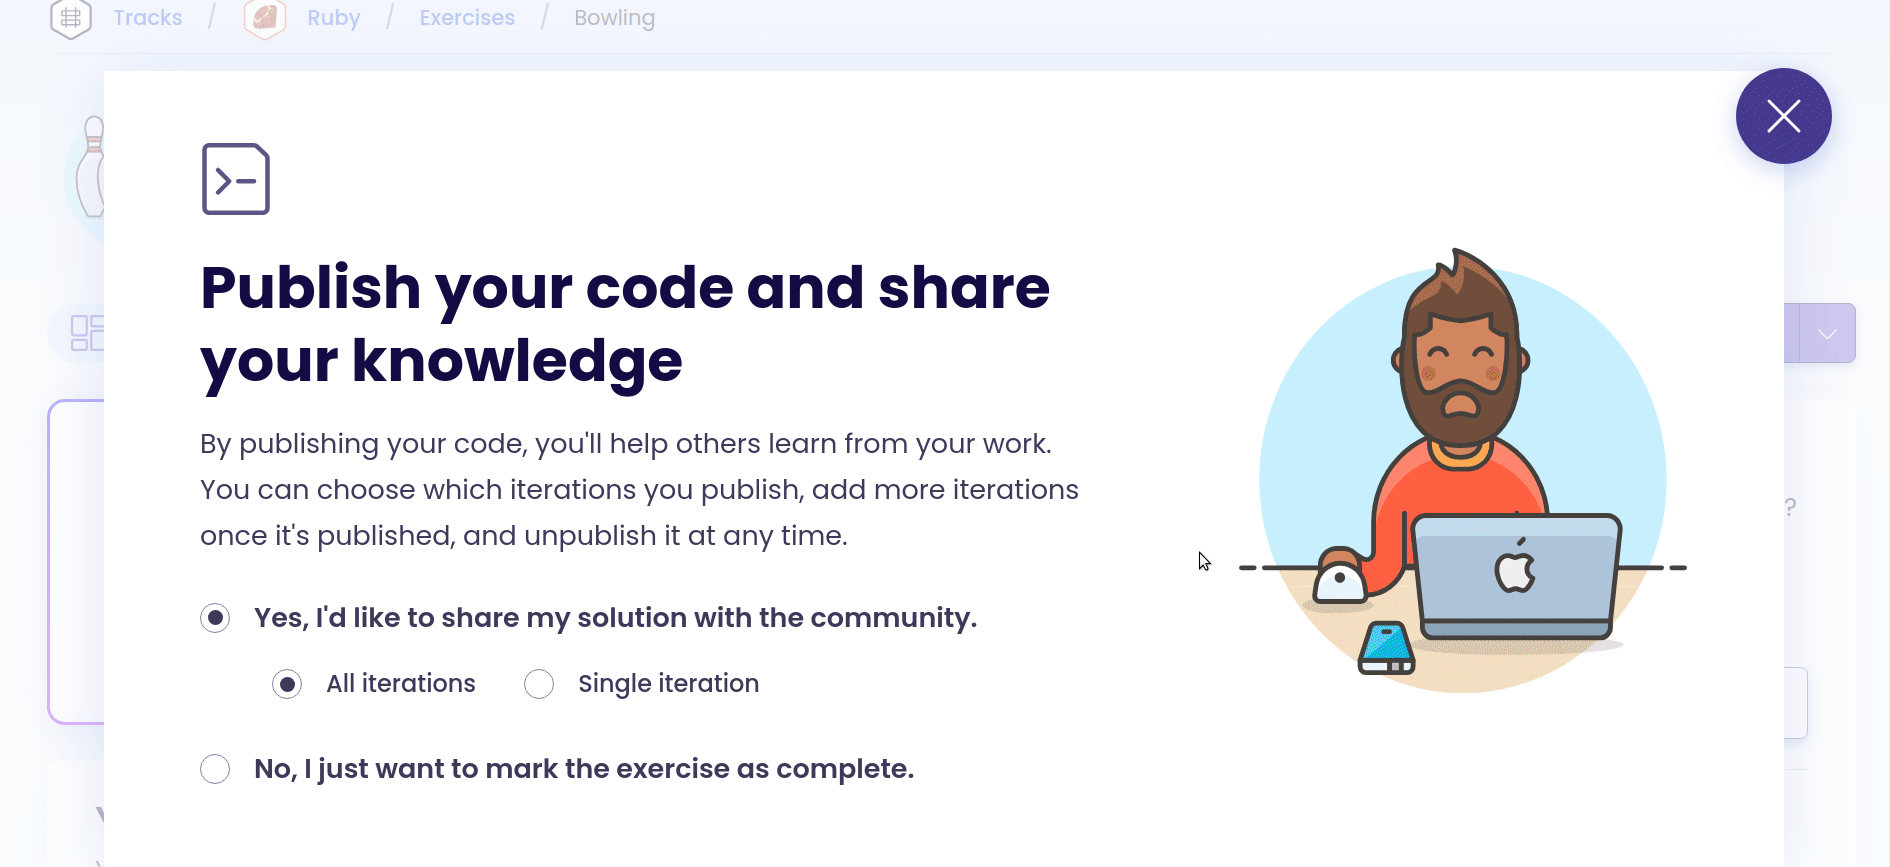 Tracks / Ruby / Exercises / Bowling
Publish your code and share
your knowledge
By publishing your code, you'll help others learn from your work.
You can choose which iterations you publish, add more iterations
once it's published, and unpublish it at any time.
?
Yes, I'd like to share my solution with the community.
All iterations
Single iteration
No, I just want to mark the exercise as complete.